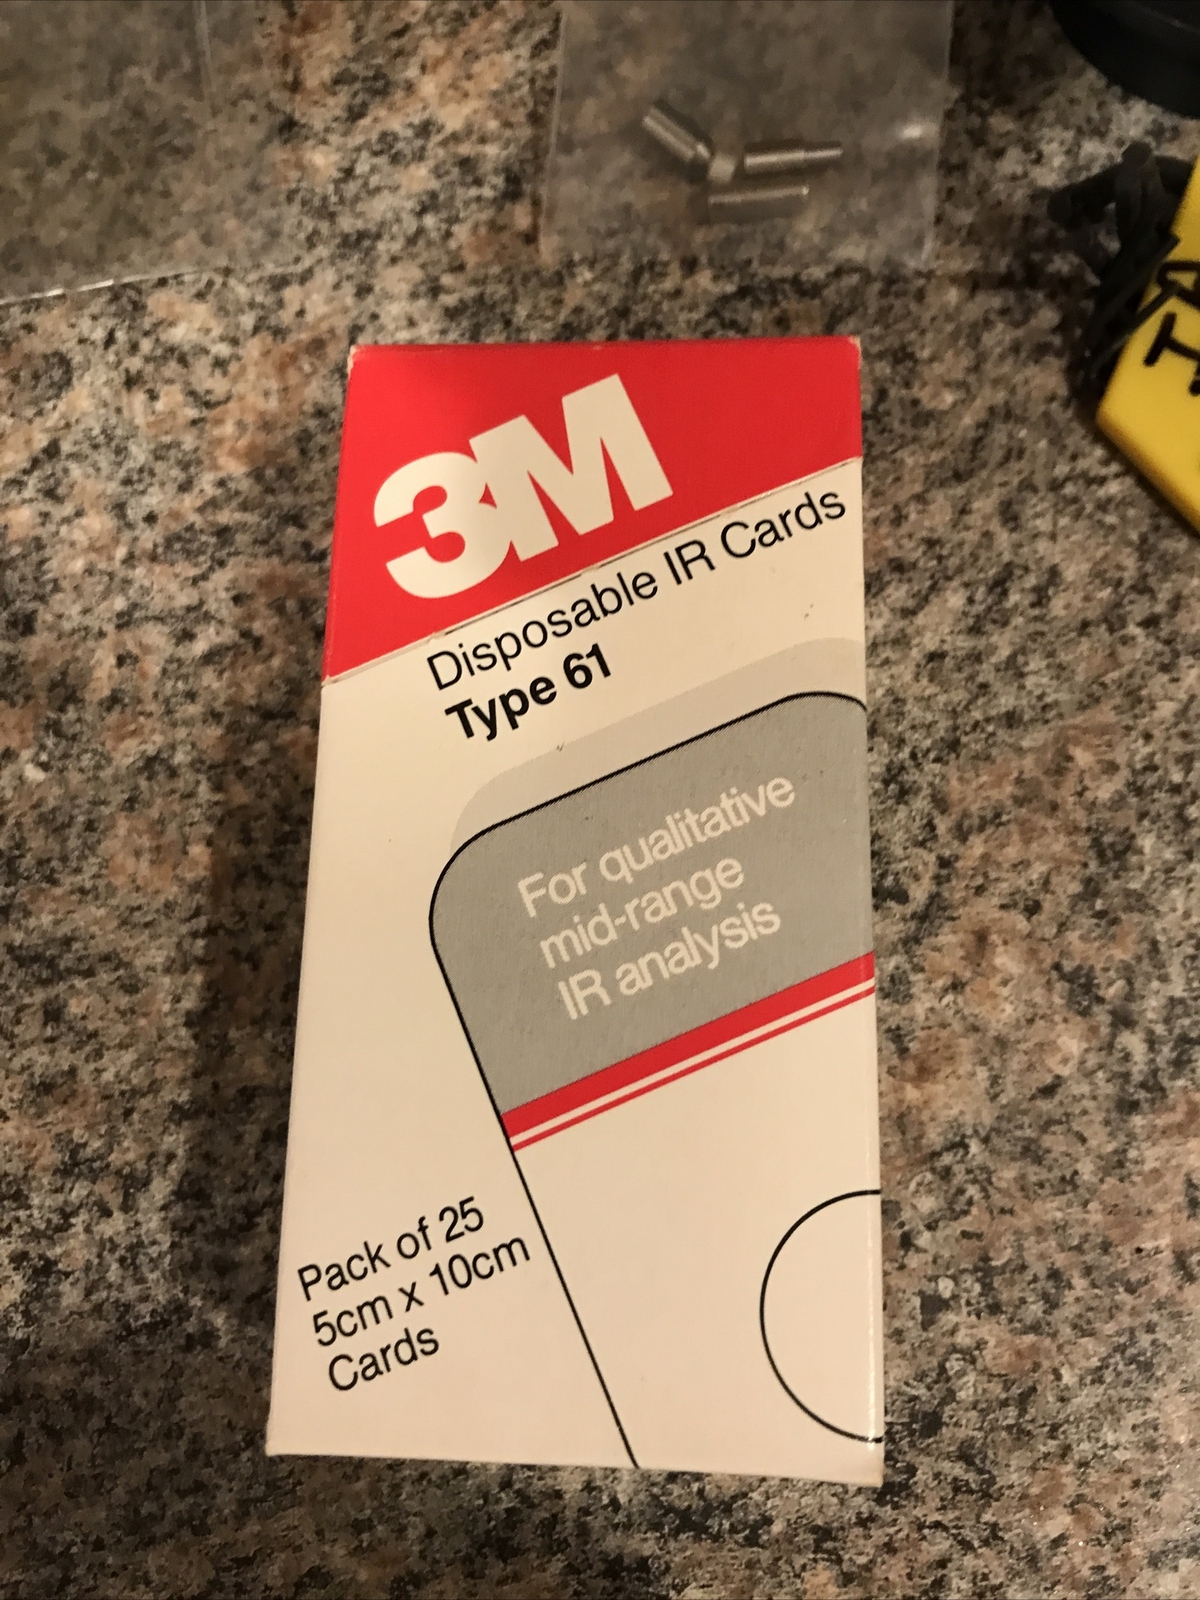 3M
Disposable IR Cards
Type 61
For qualitative
mid-range
IR analysis
Pack of 25
5cm x 10cm
Cards